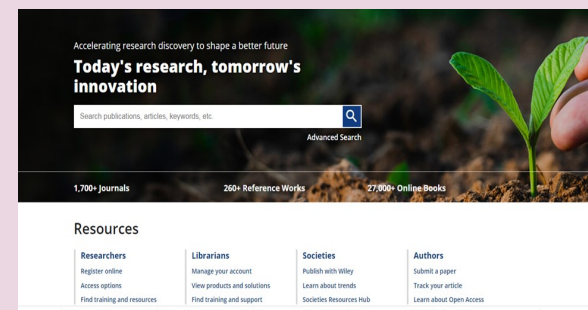 Accelerating research discovery to shape a better future
Today's research, tomorrow's
innovation
Search publications, articles, keywords, etc.
Advanced Search
1,700+ Journals
260+ Reference Works
27,000+ Online Books
Resources
Researchers
Register online
Access options
Find training and resources
Librarians
Manage your account
View products and solutions
Find training and support
Societies
Publish with Wiley
Learn about trends
Societies Resources Hub
Authors
Submit a paper
Track your article
Learn about Open Access